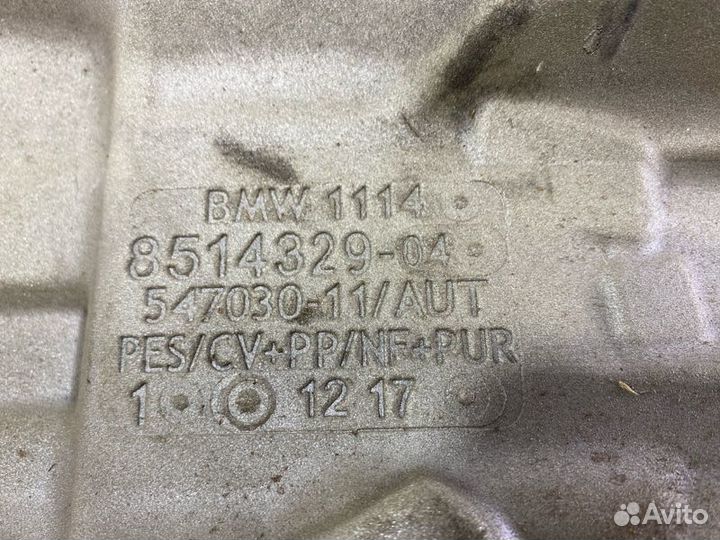 BMW 1114
8514329-04
547030-11/AUT
PES/CV+PP/NF+PUR
1 12 17
Avito